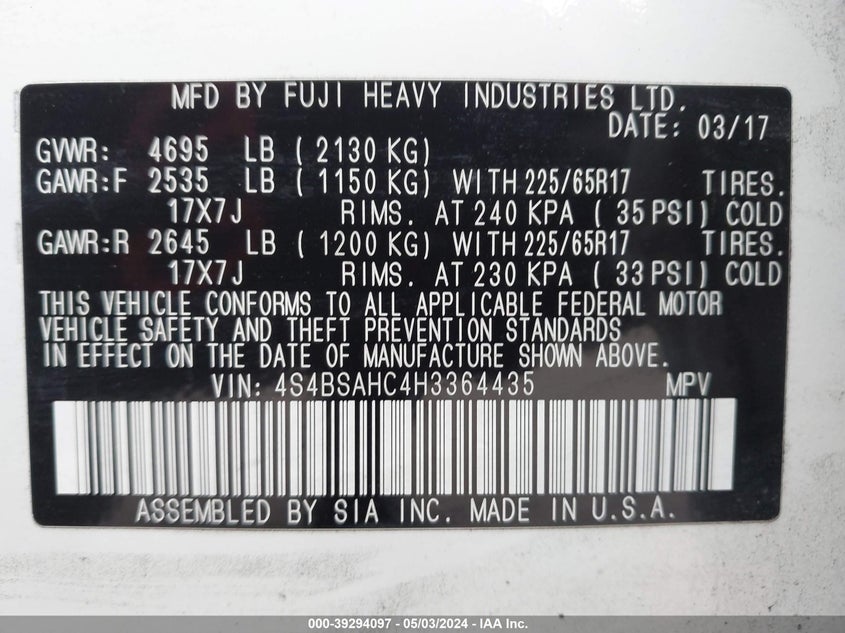 MFD BY FUJI HEAVY INDUSTRIES LTD.
DATE: 03/17
GVWR: 4695 LB ( 2130 KG)
GAWR:F 2535 LB ( 1150 KG) WITH 225/65R17 TIRES.
17X7J RIMS. AT 240 KPA ( 35 PSI) COLD
GAWR:R 2645 LB ( 1200 KG) WITH 225/65R17 TIRES.
17X7J RIMS. AT 230 KPA ( 33 PSI) COLD
THIS VEHICLE CONFORMS TO ALL APPLICABLE FEDERAL MOTOR
VEHICLE SAFETY AND THEFT PREVENTION STANDARDS
IN EFFECT ON THE DATE OF MANUFACTURE SHOWN ABOVE.
VIN: 4S4BSAHC4H3364435 MPV
ASSEMBLED BY SIA INC. MADE IN U.S.A.
000-39294097 - 05/03/2024 - IAA Inc.